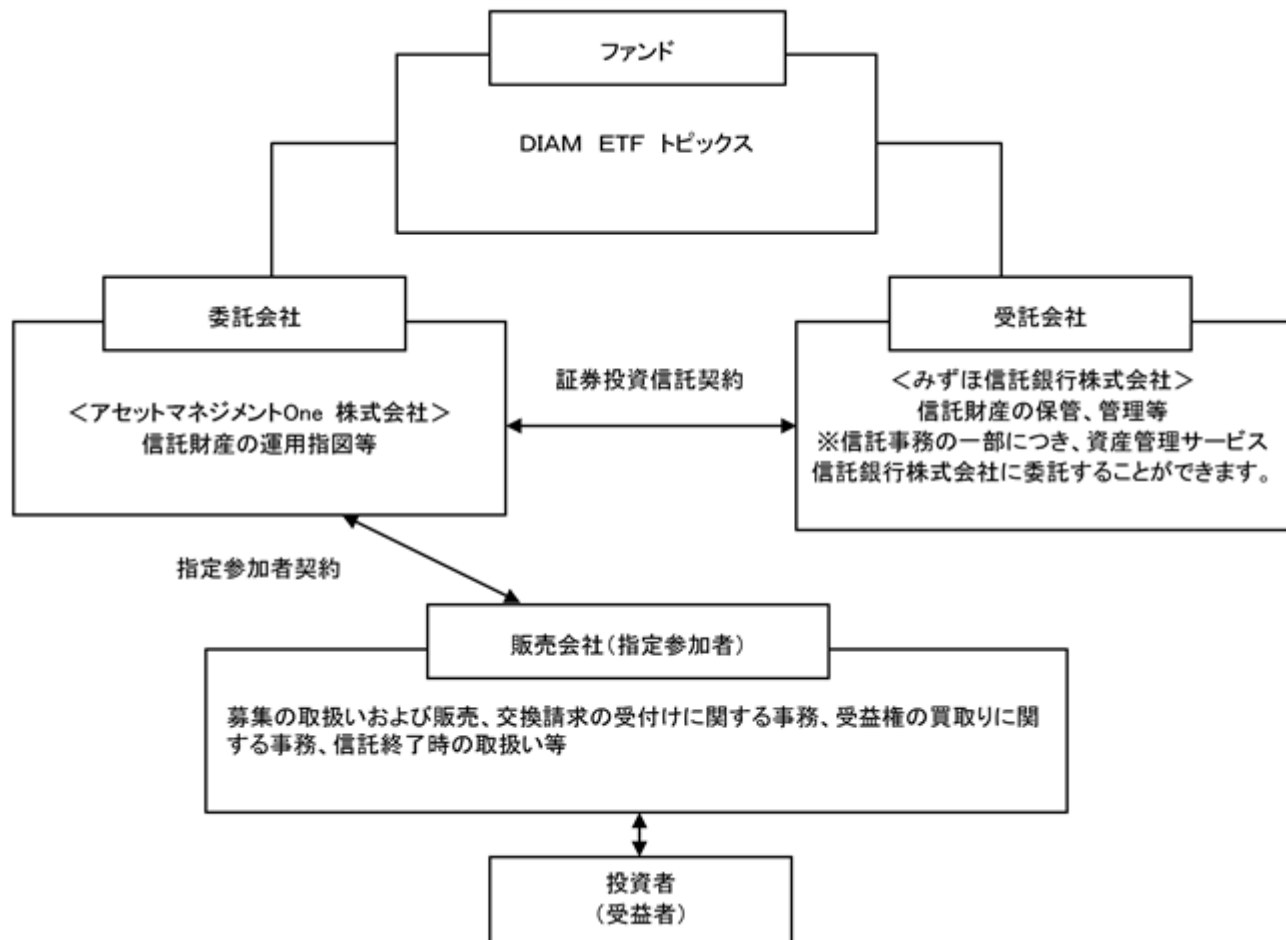 ファンド
DIAM ETF トピックス
委託会社
受託会社
<アセットマネジメントOne 株式会社>
信託財産の運用指図等
証券投資信託契約
<みずほ信託銀行株式会社>
信託財産の保管、管理等
※信託事務の一部につき、資産管理サービス
信託銀行株式会社に委託することができます。
指定参加者契約
販売会社(指定参加者)
募集の取扱いおよび販売、交換請求の受付けに関する事務、受益権の買取りに関
する事務、信託終了時の取扱い等
投資者
(受益者)